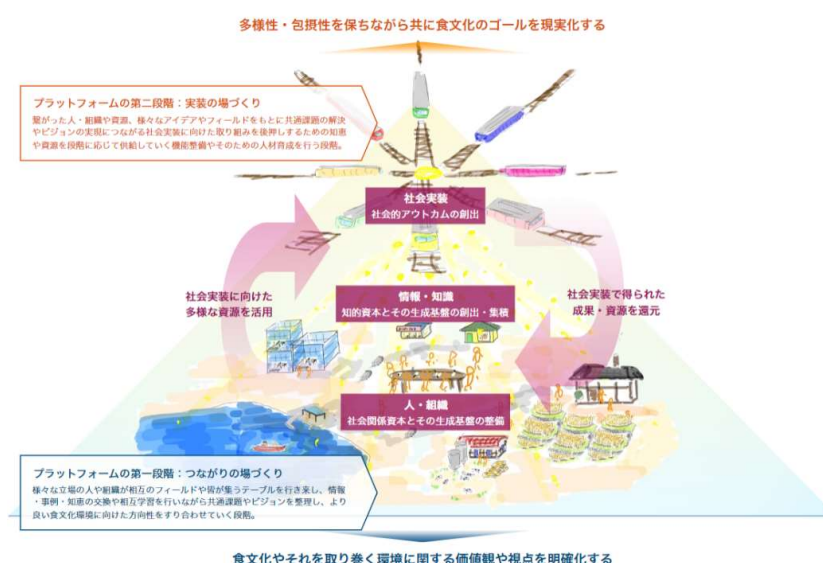 多様性・包摂性を保ちながら共に食文化のゴールを現実化する
プラットフォームの第二段階：実装の場づくり
繋がった人・組織や資源、様々なアイデアやフィールドをもとに共通課題の解決
やビジョンの実現につながる社会実装に向けた取り組みを後押しするための知恵
や資源を段階に応じて供給していく機能整備やそのための人材育成を行う段階。
社会実装
社会的アウトカムの創出
社会実装に向けた
多様な資源を活用
情報・知識
知的資本とその生成基盤の創出・集積
社会実装で得られた
成果・資源を還元
人・組織
社会関係資本とその生成基盤の整備
プラットフォームの第一段階：つながりの場づくり
様々な立場の人や組織が相互のフィールドや皆が集うテーブルを行き来し、情報
・事例・知恵の交換や相互学習を行いながら共通課題やビジョンを整理し、より
良い食文化環境に向けた方向性をすり合わせていく段階。
食文化やそれを取り巻く環境に関する価値観や視点を明確化する